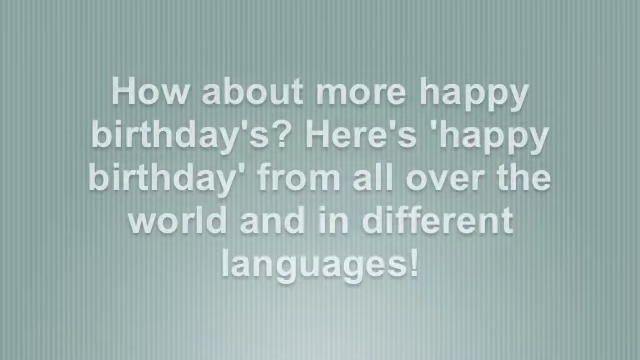 How about more happy
birthday's? Here's 'happy
birthday' from all over the
world and in different
languages!